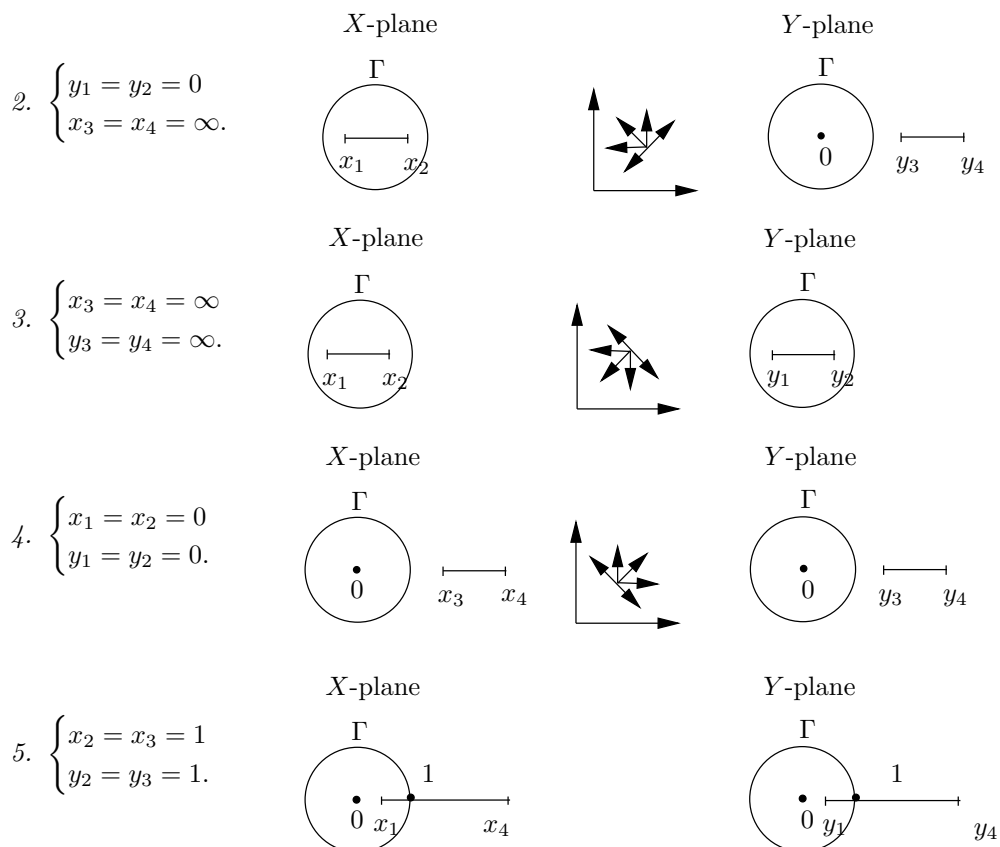 X-plane Y-plane
Γ Γ
2. { y₁ = y₂ = 0
x₃ = x₄ = ∞.
x₁ x₂ 0 y₃ y₄
X-plane Y-plane
Γ Γ
3. { x₃ = x₄ = ∞
y₃ = y₄ = ∞.
x₁ x₂ y₁ y₂
X-plane Y-plane
Γ Γ
4. { x₁ = x₂ = 0
y₁ = y₂ = 0.
0 x₃ x₄ 0 y₃ y₄
X-plane Y-plane
Γ Γ
5. { x₂ = x₃ = 1
y₂ = y₃ = 1.
1 1
0 x₁ x₄ 0 y₁ y₄